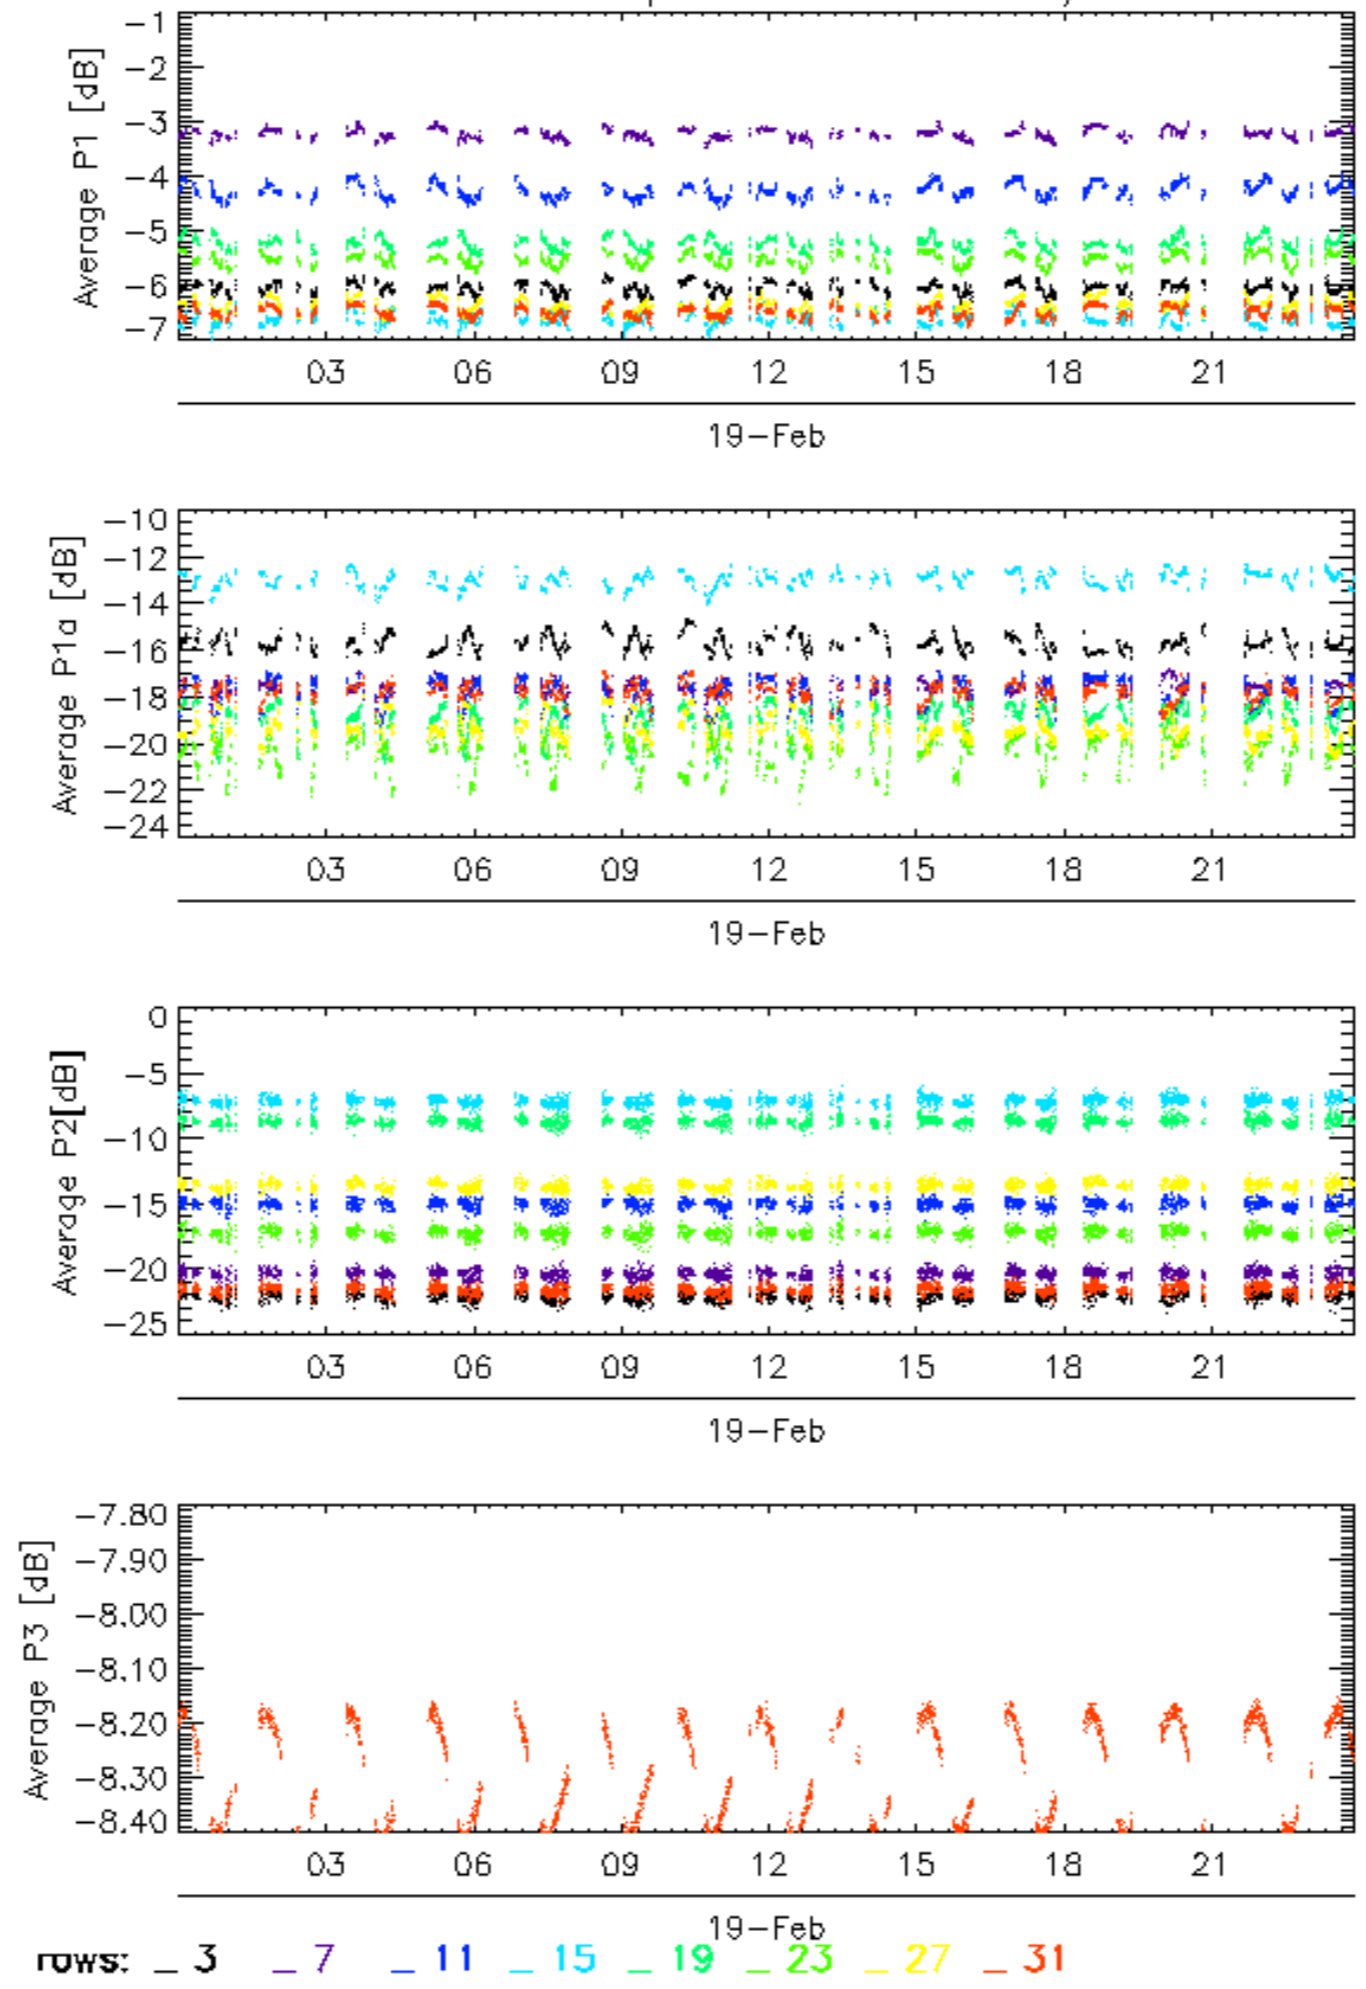 Average P1 [dB]
-1
-2
-3
-4
-5
-6
-7
03 06 09 12 15 18 21
19-Feb
Average P1a [dB]
-10
-12
-14
-16
-18
-20
-22
-24
03 06 09 12 15 18 21
19-Feb
Average P2[dB]
0
-5
-10
-15
-20
-25
03 06 09 12 15 18 21
19-Feb
Average P3 [dB]
-7.80
-7.90
-8.00
-8.10
-8.20
-8.30
-8.40
03 06 09 12 15 18 21
19-Feb
rows: _ 3 _ 7 _ 11 _ 15 _ 19 _ 23 _ 27 _ 31